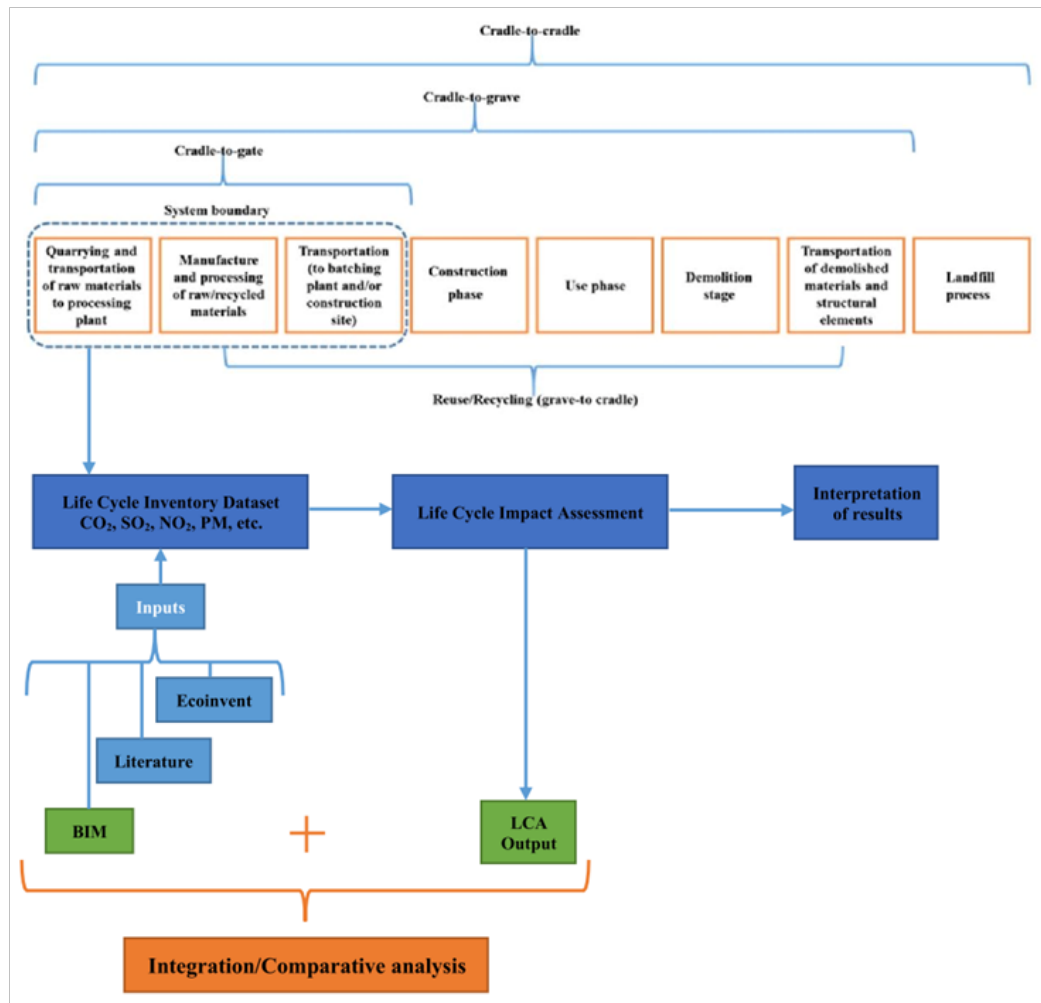 Cradle-to-cradle
Cradle-to-grave
Cradle-to-gate
System boundary
Quarrying and
transportation
of raw materials
to processing
plant
Manufacture
and processing
of raw/recycled
materials
Transportation
(to batching
plant and/or
construction
site)
Construction
phase
Use phase
Demolition
stage
Transportation
of demolished
materials and
structural
elements
Landfill
process
Reuse/Recycling (grave-to cradle)
Life Cycle Inventory Dataset
CO₂, SO₂, NO₂, PM, etc.
Life Cycle Impact Assessment
Interpretation
of results
Inputs
Ecoinvent
Literature
BIM
+
LCA
Output
Integration/Comparative analysis